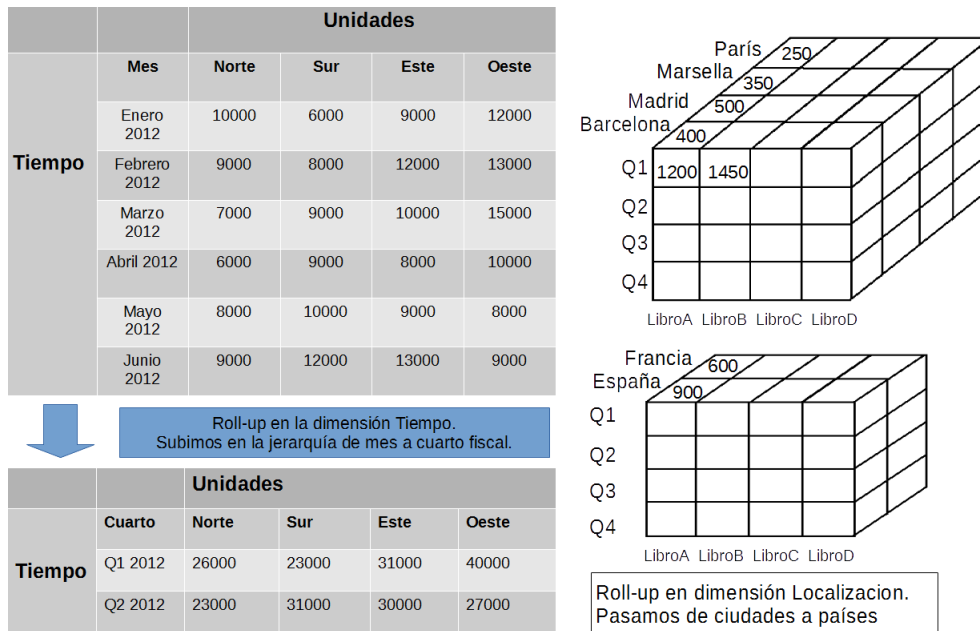 Unidades
Mes Norte Sur Este Oeste
Tiempo
Enero
2012 10000 6000 9000 12000
Febrero
2012 9000 8000 12000 13000
Marzo
2012 7000 9000 10000 15000
Abril 2012 6000 9000 8000 10000
Mayo
2012 8000 10000 9000 8000
Junio
2012 9000 12000 13000 9000
Roll-up en la dimensión Tiempo.
Subimos en la jerarquía de mes a cuarto fiscal.
Unidades
Cuarto Norte Sur Este Oeste
Tiempo
Q1 2012 26000 23000 31000 40000
Q2 2012 23000 31000 30000 27000
París 250
Marsella 350
Madrid 500
Barcelona 400
Q1 1200 1450
Q2
Q3
Q4
LibroA LibroB LibroC LibroD
Francia 600
España 900
Q1
Q2
Q3
Q4
LibroA LibroB LibroC LibroD
Roll-up en dimensión Localizacion.
Pasamos de ciudades a países